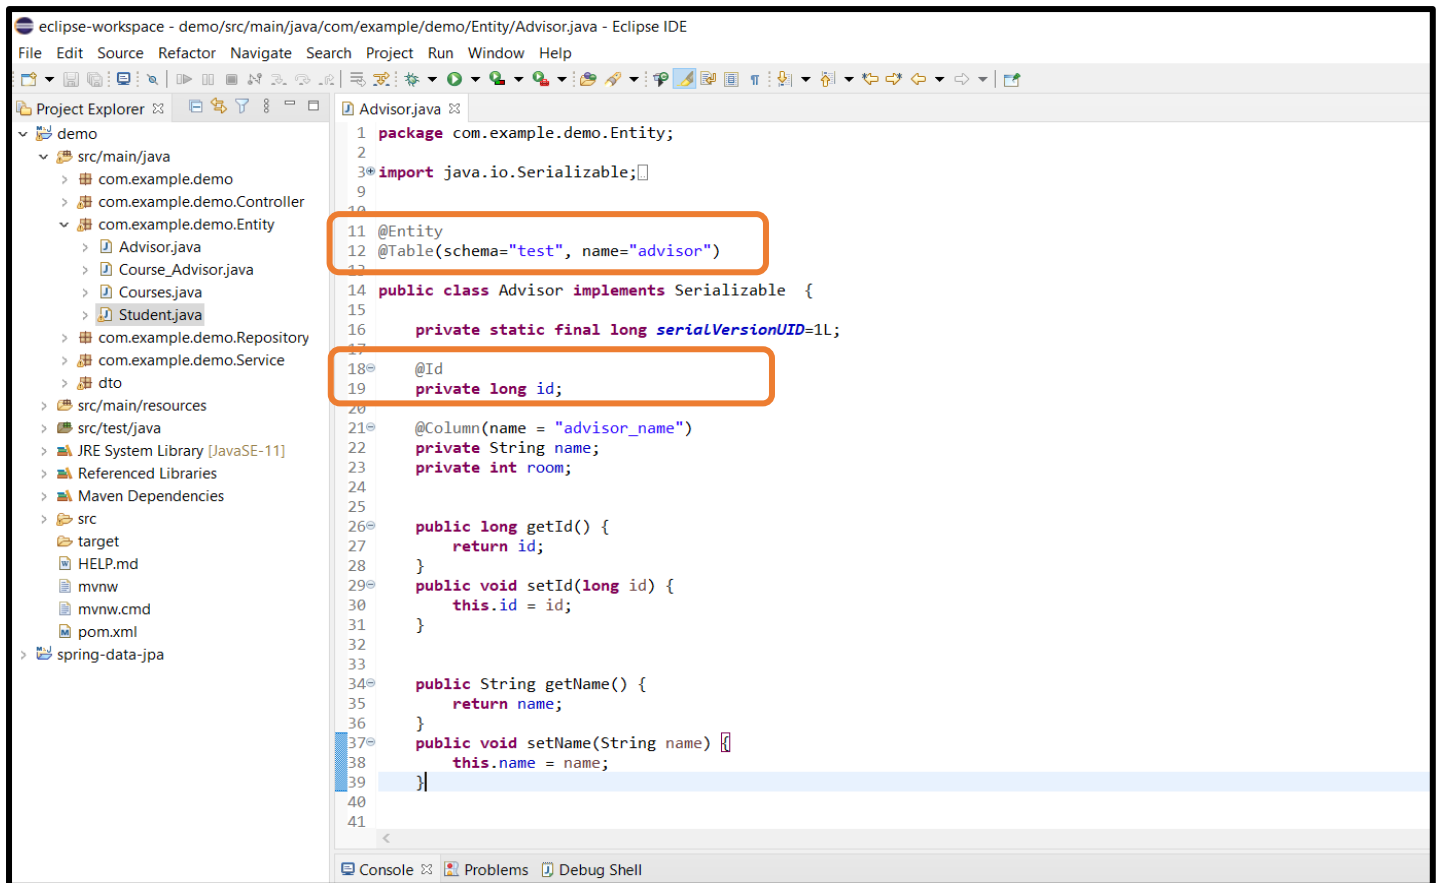 eclipse-workspace - demo/src/main/java/com/example/demo/Entity/Advisor.java - Eclipse IDE
File Edit Source Refactor Navigate Search Project Run Window Help
Project Explorer
demo
src/main/java
com.example.demo
com.example.demo.Controller
com.example.demo.Entity
Advisor.java
Course_Advisor.java
Courses.java
Student.java
com.example.demo.Repository
com.example.demo.Service
dto
src/main/resources
src/test/java
JRE System Library [JavaSE-11]
Referenced Libraries
Maven Dependencies
src
target
HELP.md
mvnw
mvnw.cmd
pom.xml
spring-data-jpa
Advisor.java
1 package com.example.demo.Entity;
2
3 import java.io.Serializable;
9
10
11 @Entity
12 @Table(schema="test", name="advisor")
13
14 public class Advisor implements Serializable {
15
16 private static final long serialVersionUID=1L;
17
18 @Id
19 private long id;
20
21 @Column(name = "advisor_name")
22 private String name;
23 private int room;
24
25
26 public long getId() {
27 return id;
28 }
29 public void setId(long id) {
30 this.id = id;
31 }
32
33
34 public String getName() {
35 return name;
36 }
37 public void setName(String name) {
38 this.name = name;
39 }
40
41
Console Problems Debug Shell